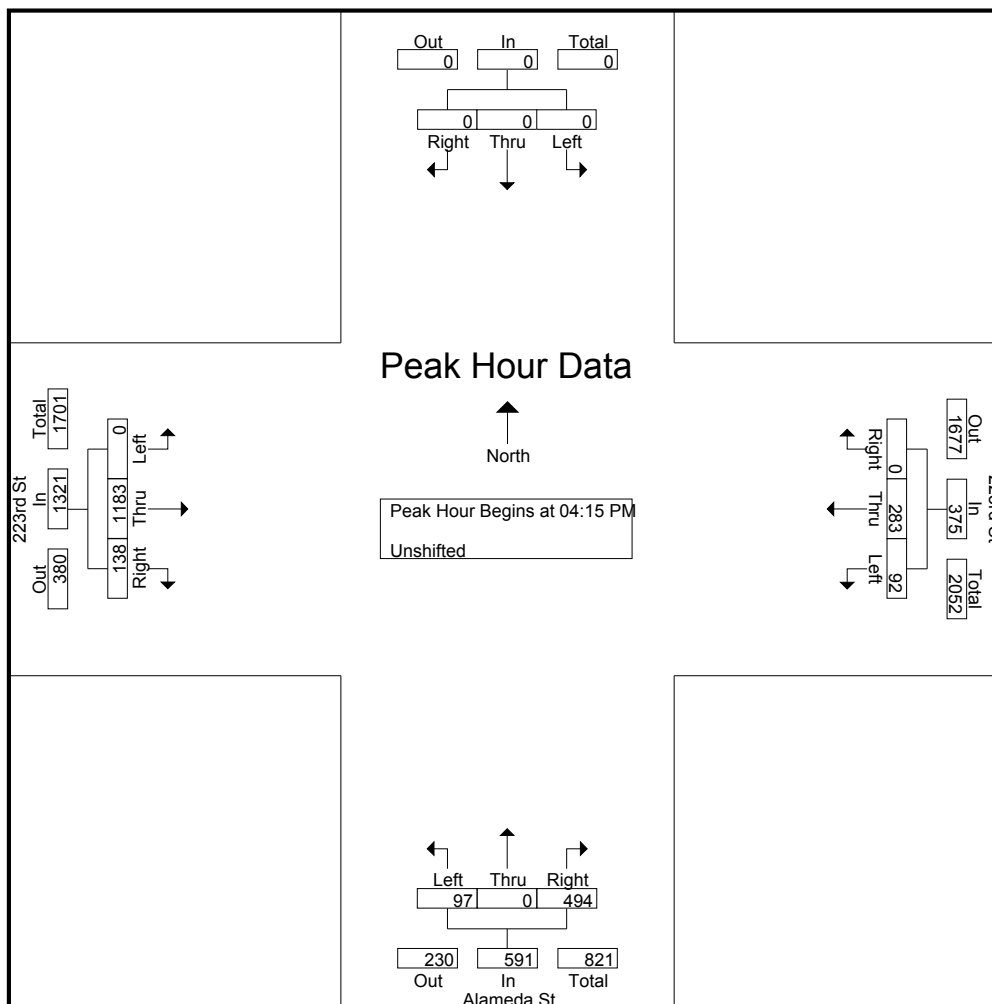 Out In Total
0 0 0
0 0 0
Right Thru Left
Peak Hour Data
North
Peak Hour Begins at 04:15 PM
Unshifted
223rd St
Total In Out
1701 1321 380
0 1183 138
Left Thru Right
Right Thru Left
0 283 92
Out In Total
1677 375 2052
223rd St
Left Thru Right
97 0 494
230 591 821
Out In Total
Alameda St